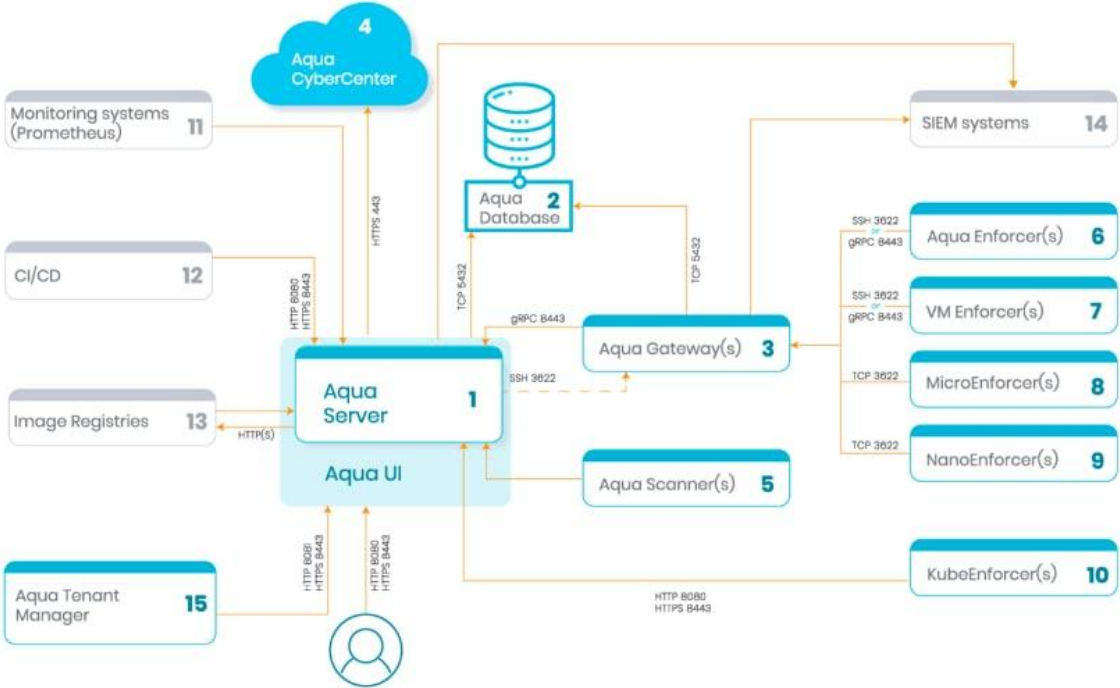 4
Aqua
CyberCenter
Monitoring systems
(Prometheus)
11
SIEM systems
14
HTTPS 443
Aqua
Database
2
SSH 3622
or
gRPC 8443
Aqua Enforcer(s)
6
CI/CD
12
HTTP 8080
HTTPS 8443
TCP 5432
TCP 5432
SSH 3622
or
gRPC 8443
VM Enforcer(s)
7
gRPC 8443
Aqua Gateway(s)
3
Aqua
Server
1
SSH 3622
TCP 3622
MicroEnforcer(s)
8
Image Registries
13
HTTP(S)
TCP 3622
NanoEnforcer(s)
9
Aqua UI
Aqua Scanner(s)
5
HTTP 8081
HTTPS 8443
HTTP 8080
HTTPS 8443
KubeEnforcer(s)
10
HTTP 8080
HTTPS 8443
Aqua Tenant
Manager
15